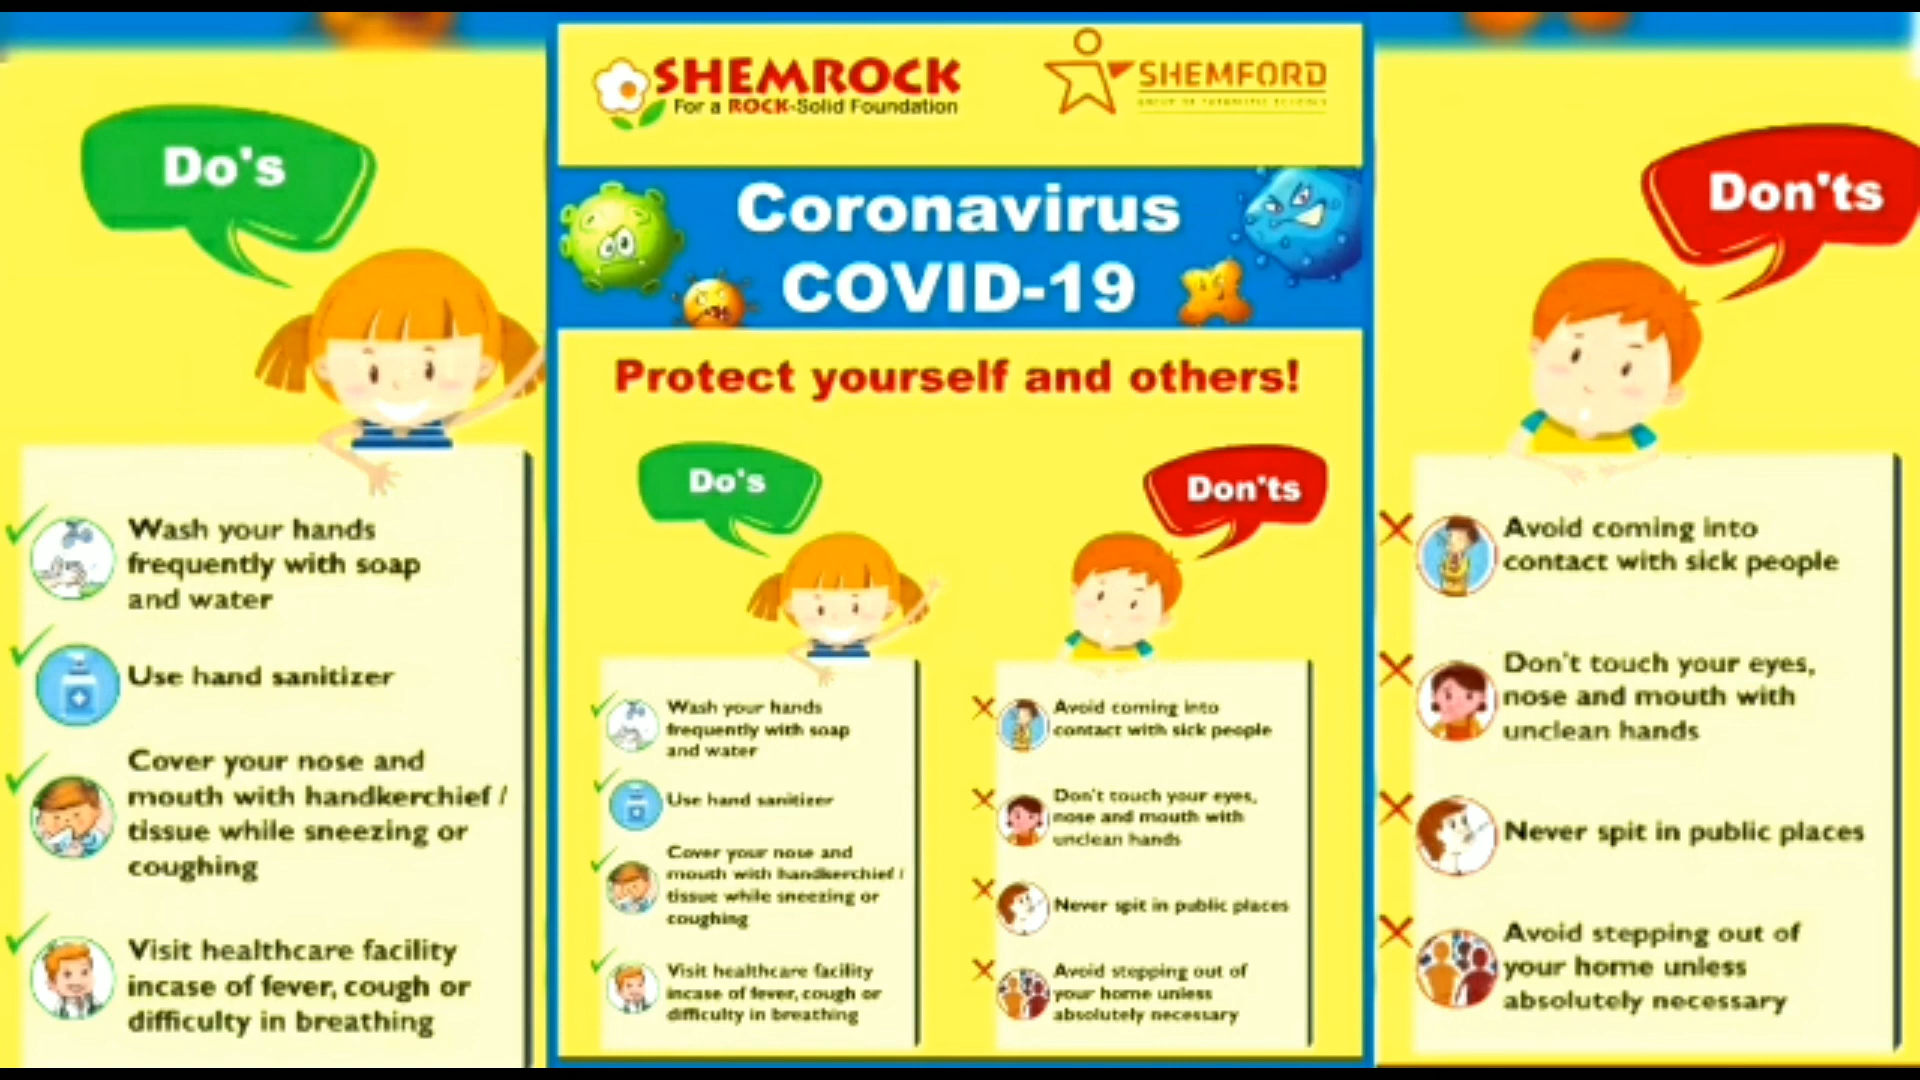 Do's
Wash your hands
frequently with soap
and water
Use hand sanitizer
Cover your nose and
mouth with handkerchief /
tissue while sneezing or
coughing
Visit healthcare facility
incase of fever, cough or
difficulty in breathing
SHEMROCK
For a ROCK-Solid Foundation
SHEMFORD
Coronavirus
COVID-19
Protect yourself and others!
Do's
Wash your hands
frequently with soap
and water
Use hand sanitizer
Cover your nose and
mouth with handkerchief /
tissue while sneezing or
coughing
Visit healthcare facility
incase of fever, cough or
difficulty in breathing
Don'ts
Avoid coming into
contact with sick people
Don't touch your eyes,
nose and mouth with
unclean hands
Never spit in public places
Avoid stepping out of
your home unless
absolutely necessary
Don'ts
Avoid coming into
contact with sick people
Don't touch your eyes,
nose and mouth with
unclean hands
Never spit in public places
Avoid stepping out of
your home unless
absolutely necessary